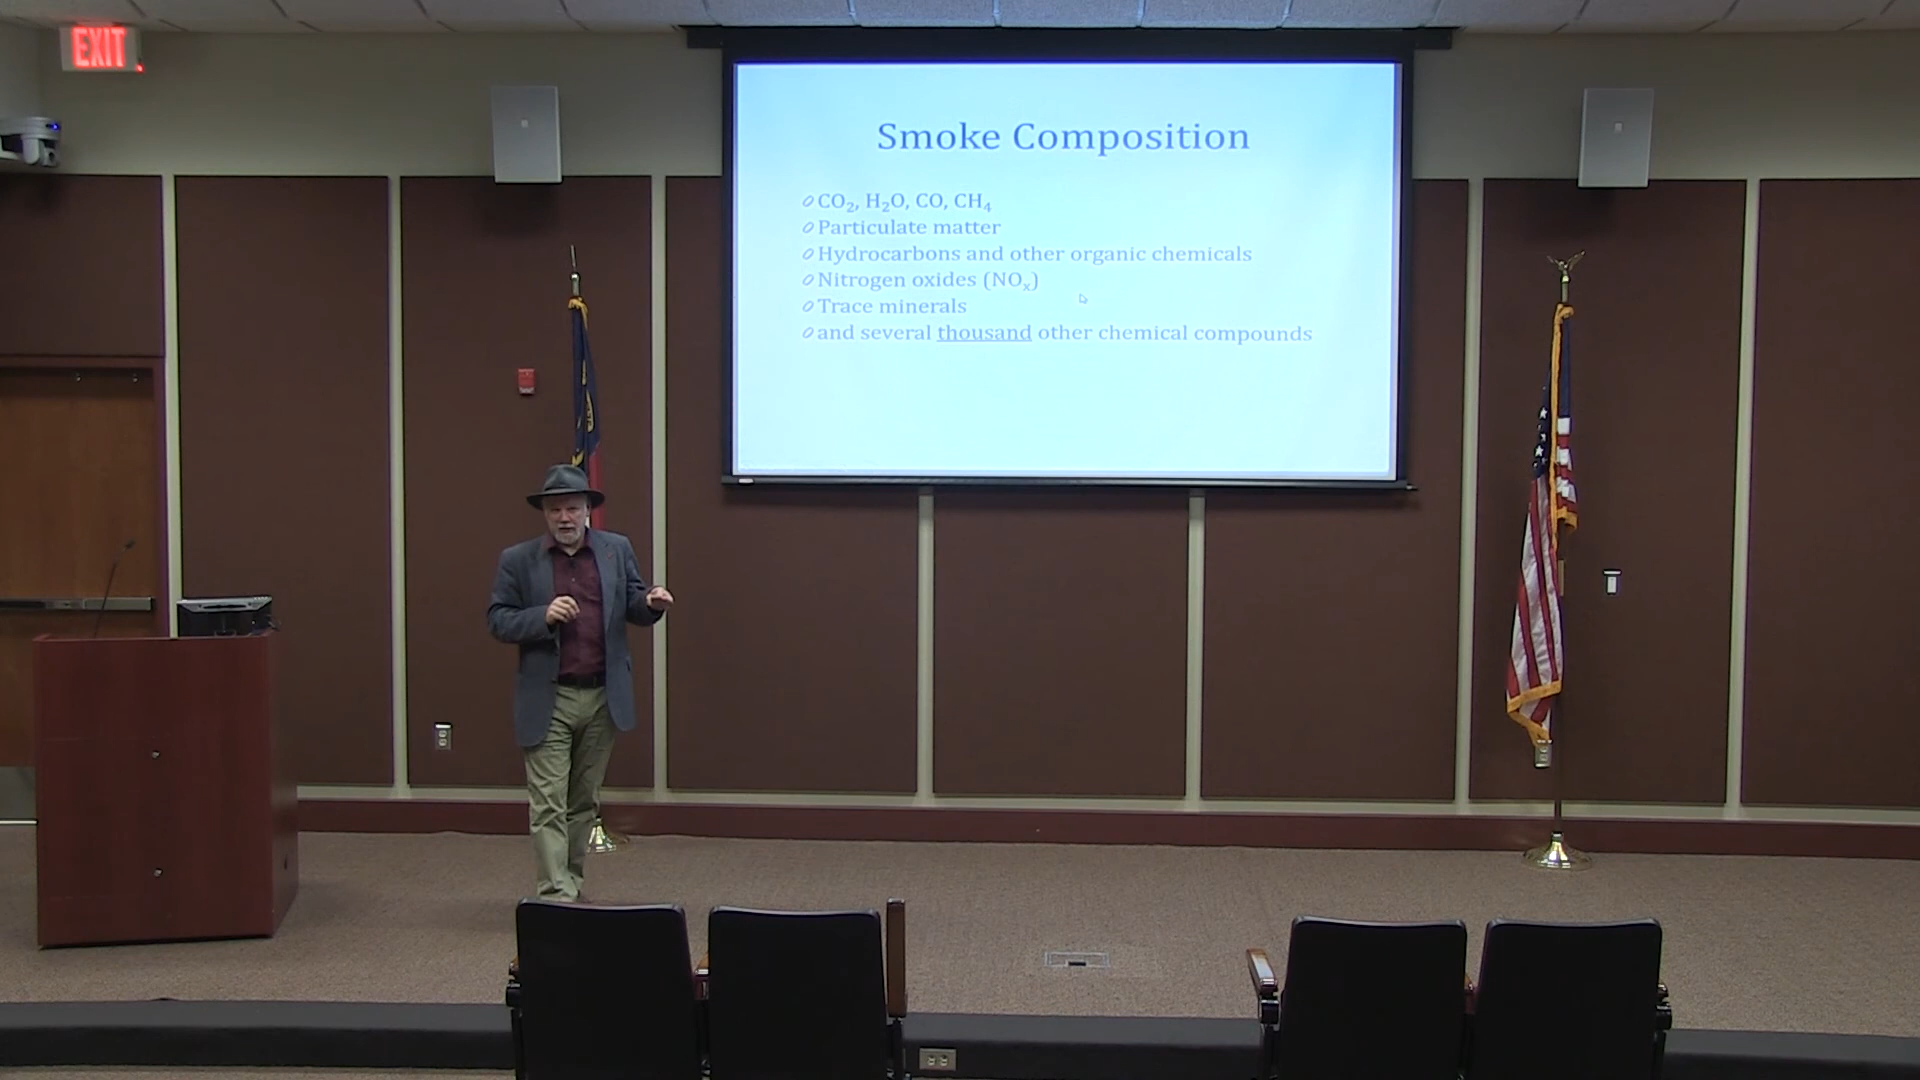 EXIT
Smoke Composition
CO₂, H₂O, CO, CH₄
Particulate matter
Hydrocarbons and other organic chemicals
Nitrogen oxides (NOₓ)
Trace minerals
and several thousand other chemical compounds